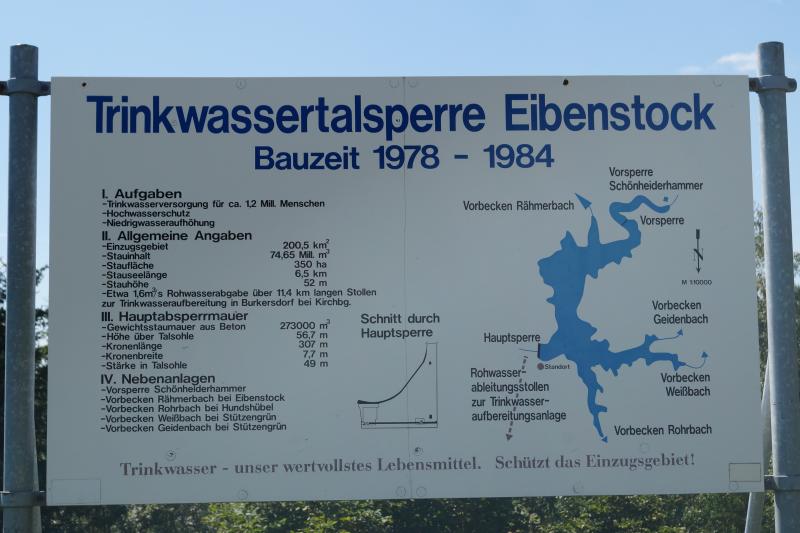 Trinkwassertalsperre Eibenstock
Bauzeit 1978 - 1984
I. Aufgaben
-Trinkwasserversorgung für ca. 1,2 Mill. Menschen
-Hochwasserschutz
-Niedrigwasseraufhöhung
II. Allgemeine Angaben
-Einzugsgebiet 200,5 km²
-Stauinhalt 74,65 Mill. m³
-Staufläche 350 ha
-Stauseelänge 6,5 km
-Stauhöhe 52 m
-Etwa 1,6m³/s Rohwasserabgabe über 11,4 km langen Stollen
zur Trinkwasseraufbereitung in Burkersdorf bei Kirchbg.
III. Hauptabsperrmauer
-Gewichtsstaumauer aus Beton 273000 m³
-Höhe über Talsohle 56,7 m
-Kronenlänge 307 m
-Kronenbreite 7,7 m
-Stärke in Talsohle 49 m
IV. Nebenanlagen
-Vorsperre Schönheiderhammer
-Vorbecken Rähmerbach bei Eibenstock
-Vorbecken Rohrbach bei Hundshübel
-Vorbecken Weißbach bei Stützengrün
-Vorbecken Geidenbach bei Stützengrün
Schnitt durch
Hauptsperre
Vorsperre
Schönheiderhammer
Vorbecken Rähmerbach
Vorsperre
N
M 1:10000
Vorbecken
Geidenbach
Hauptsperre
Standort
Rohwasser-
ableitungsstollen
zur Trinkwasser-
aufbereitungsanlage
Vorbecken
Weißbach
Vorbecken Rohrbach
Trinkwasser - unser wertvollstes Lebensmittel. Schützt das Einzugsgebiet!